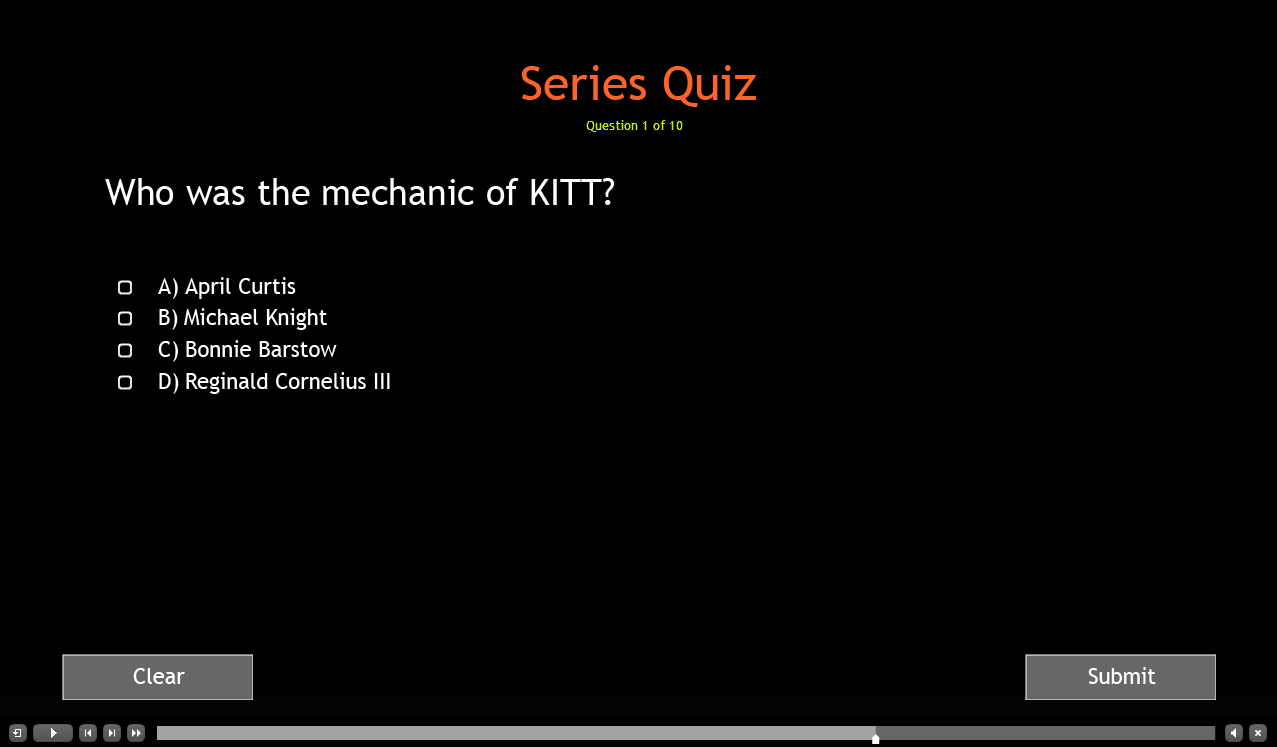 Series Quiz
Question 1 of 10
Who was the mechanic of KITT?
A) April Curtis
B) Michael Knight
C) Bonnie Barstow
D) Reginald Cornelius III
Clear
Submit